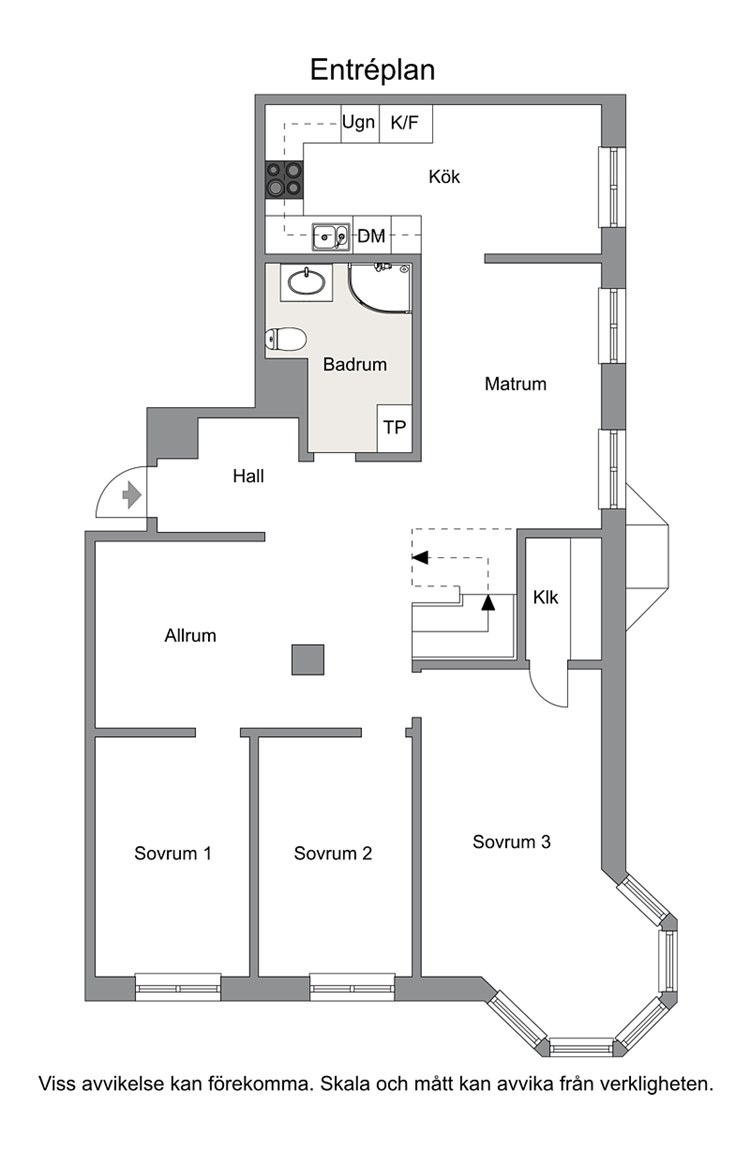 Entréplan
Ugn
K/F
Kök
DM
Badrum
Matrum
TP
Hall
Klk
Allrum
Sovrum 1
Sovrum 2
Sovrum 3
Viss avvikelse kan förekomma. Skala och mått kan avvika från verkligheten.